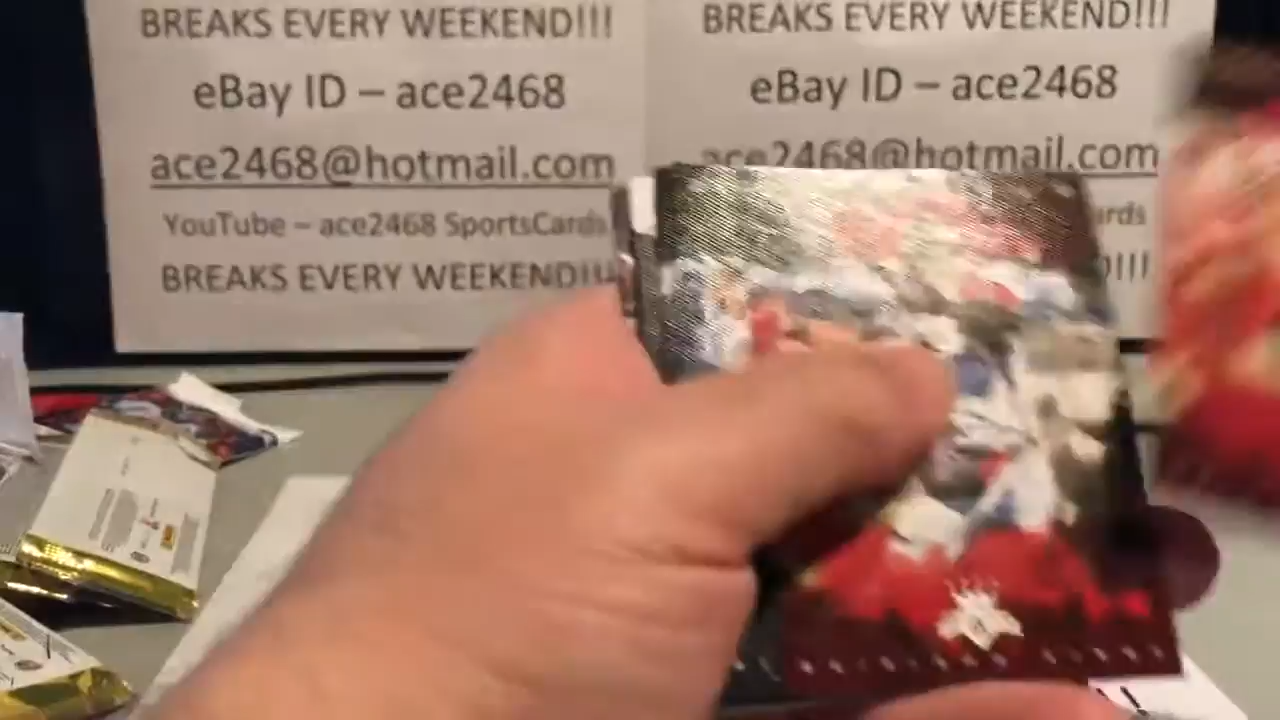 BREAKS EVERY WEEKEND!!!
eBay ID – ace2468
ace2468@hotmail.com
YouTube – ace2468 SportsCards
BREAKS EVERY WEEKEND!!!
BREAKS EVERY WEEKEND!!!
eBay ID – ace2468
ace2468@hotmail.com
ards
!!!